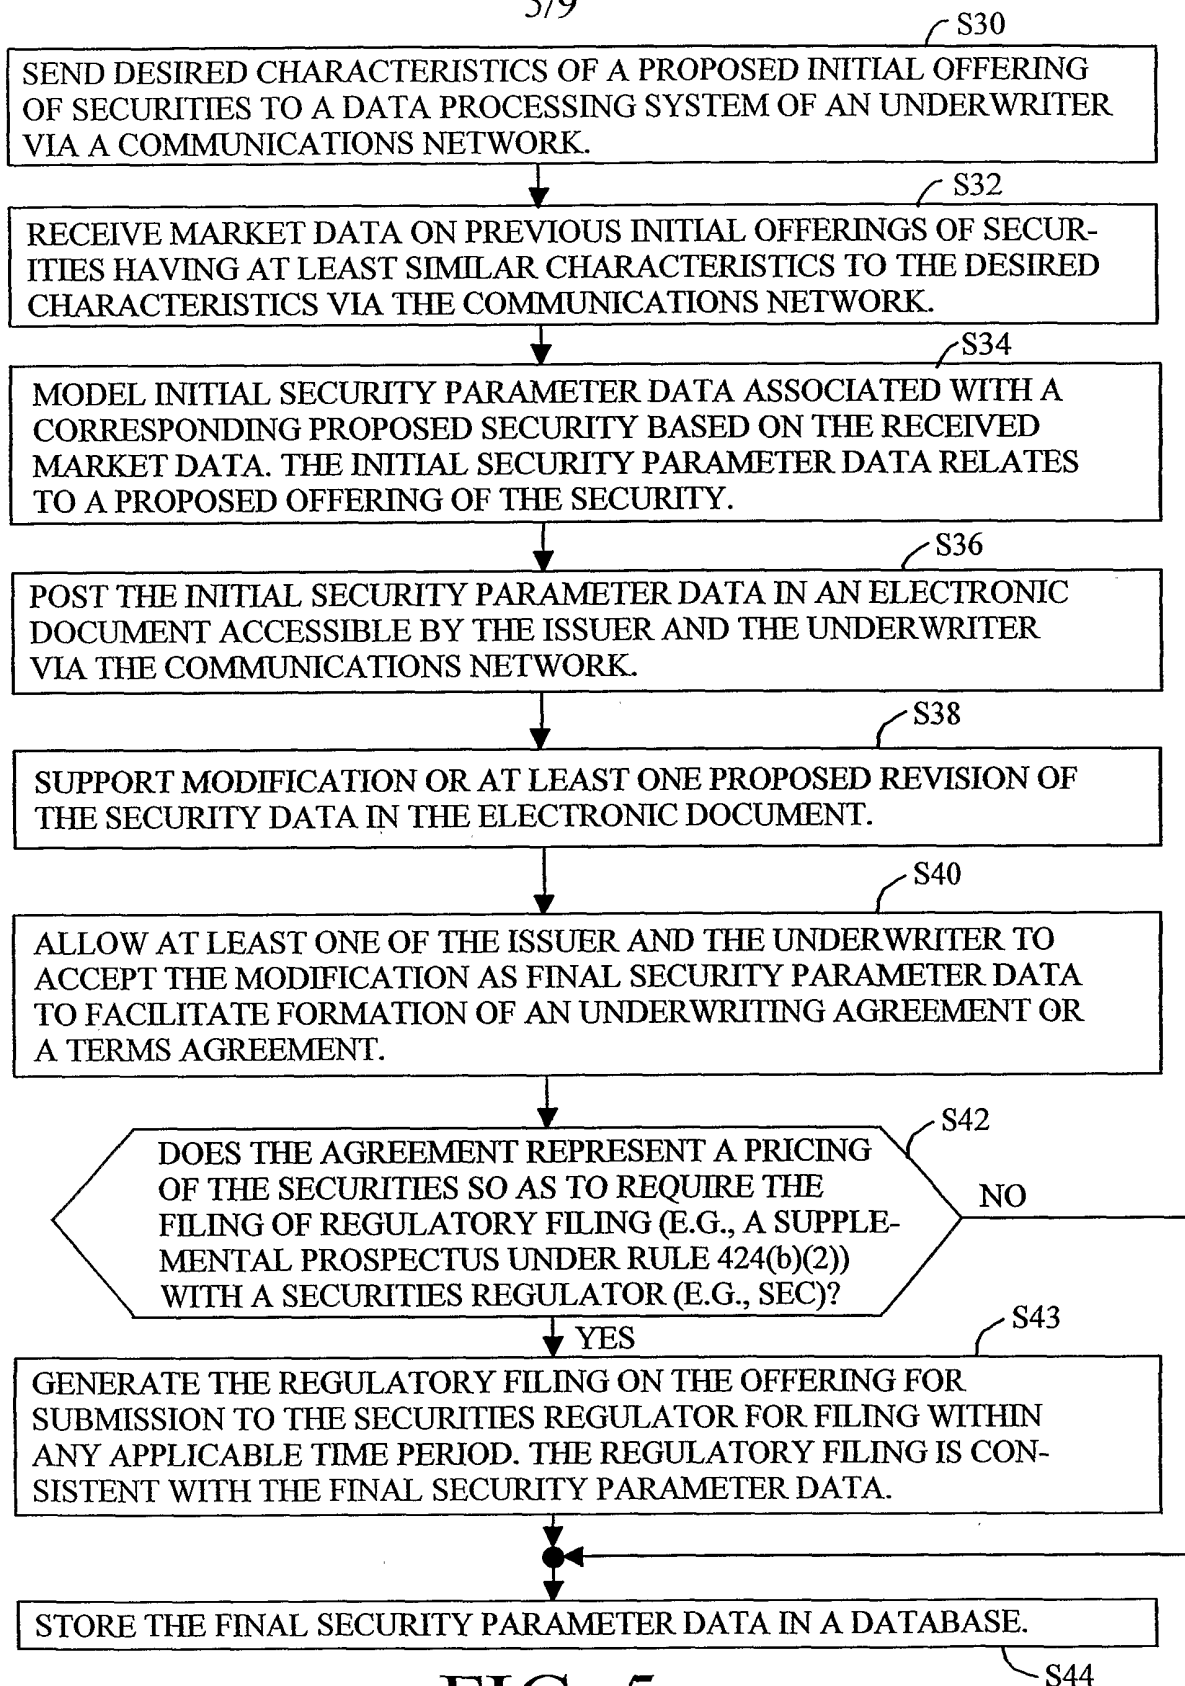 5/9
S30
SEND DESIRED CHARACTERISTICS OF A PROPOSED INITIAL OFFERING
OF SECURITIES TO A DATA PROCESSING SYSTEM OF AN UNDERWRITER
VIA A COMMUNICATIONS NETWORK.
S32
RECEIVE MARKET DATA ON PREVIOUS INITIAL OFFERINGS OF SECUR-
ITIES HAVING AT LEAST SIMILAR CHARACTERISTICS TO THE DESIRED
CHARACTERISTICS VIA THE COMMUNICATIONS NETWORK.
S34
MODEL INITIAL SECURITY PARAMETER DATA ASSOCIATED WITH A
CORRESPONDING PROPOSED SECURITY BASED ON THE RECEIVED
MARKET DATA. THE INITIAL SECURITY PARAMETER DATA RELATES
TO A PROPOSED OFFERING OF THE SECURITY.
S36
POST THE INITIAL SECURITY PARAMETER DATA IN AN ELECTRONIC
DOCUMENT ACCESSIBLE BY THE ISSUER AND THE UNDERWRITER
VIA THE COMMUNICATIONS NETWORK.
S38
SUPPORT MODIFICATION OR AT LEAST ONE PROPOSED REVISION OF
THE SECURITY DATA IN THE ELECTRONIC DOCUMENT.
S40
ALLOW AT LEAST ONE OF THE ISSUER AND THE UNDERWRITER TO
ACCEPT THE MODIFICATION AS FINAL SECURITY PARAMETER DATA
TO FACILITATE FORMATION OF AN UNDERWRITING AGREEMENT OR
A TERMS AGREEMENT.
S42
DOES THE AGREEMENT REPRESENT A PRICING
OF THE SECURITIES SO AS TO REQUIRE THE
FILING OF REGULATORY FILING (E.G., A SUPPLE-
MENTAL PROSPECTUS UNDER RULE 424(b)(2))
WITH A SECURITIES REGULATOR (E.G., SEC)?
NO
YES
S43
GENERATE THE REGULATORY FILING ON THE OFFERING FOR
SUBMISSION TO THE SECURITIES REGULATOR FOR FILING WITHIN
ANY APPLICABLE TIME PERIOD. THE REGULATORY FILING IS CON-
SISTENT WITH THE FINAL SECURITY PARAMETER DATA.
STORE THE FINAL SECURITY PARAMETER DATA IN A DATABASE.
S44
FIG. 5